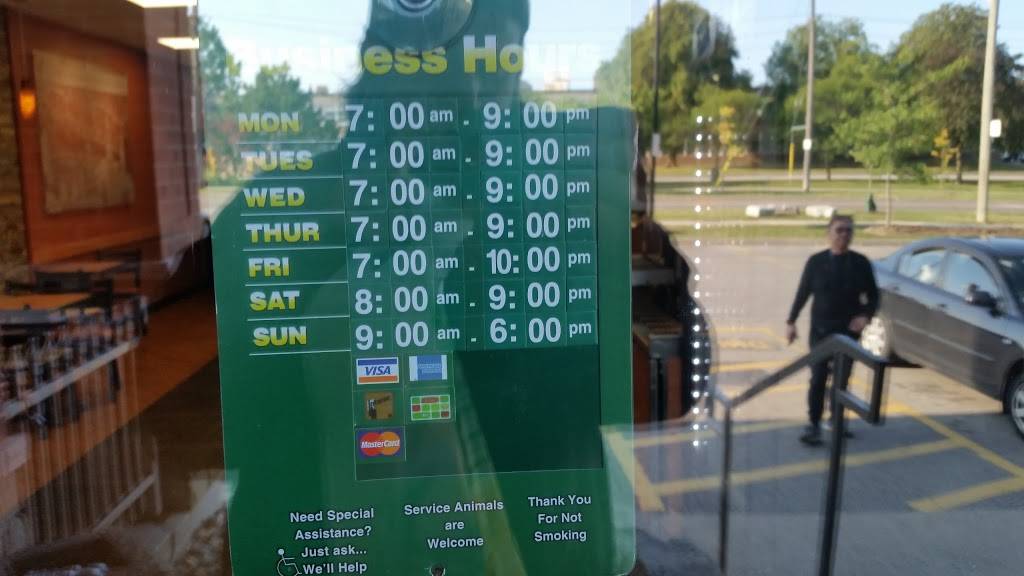 Business Hours
MON 7:00 am - 9:00 pm
TUES 7:00 am - 9:00 pm
WED 7:00 am - 9:00 pm
THUR 7:00 am - 9:00 pm
FRI 7:00 am - 10:00 pm
SAT 8:00 am - 9:00 pm
SUN 9:00 am - 6:00 pm
VISA
MasterCard
Need Special
Assistance?
Just ask...
We'll Help
Service Animals
are
Welcome
Thank You
For Not
Smoking